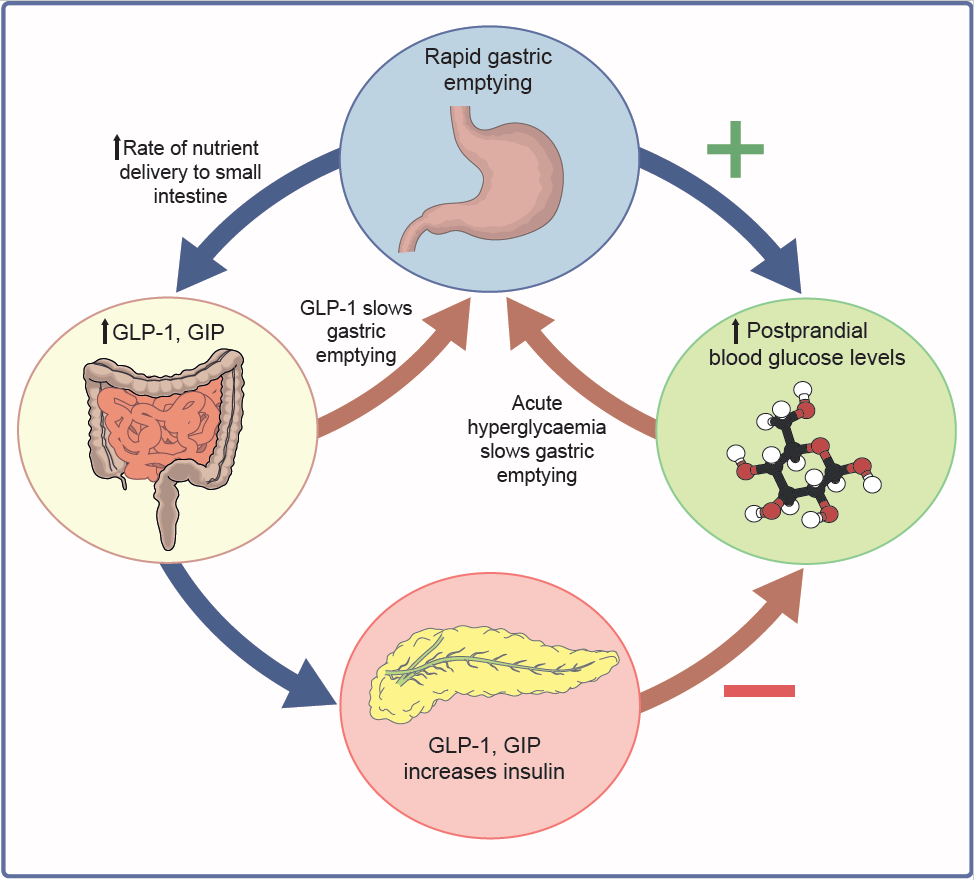 Rapid gastric
emptying
↑Rate of nutrient
delivery to small
intestine
+
GLP-1 slows
gastric
emptying
↑GLP-1, GIP
↑ Postprandial
blood glucose levels
Acute
hyperglycaemia
slows gastric
emptying
GLP-1, GIP
increases insulin
−